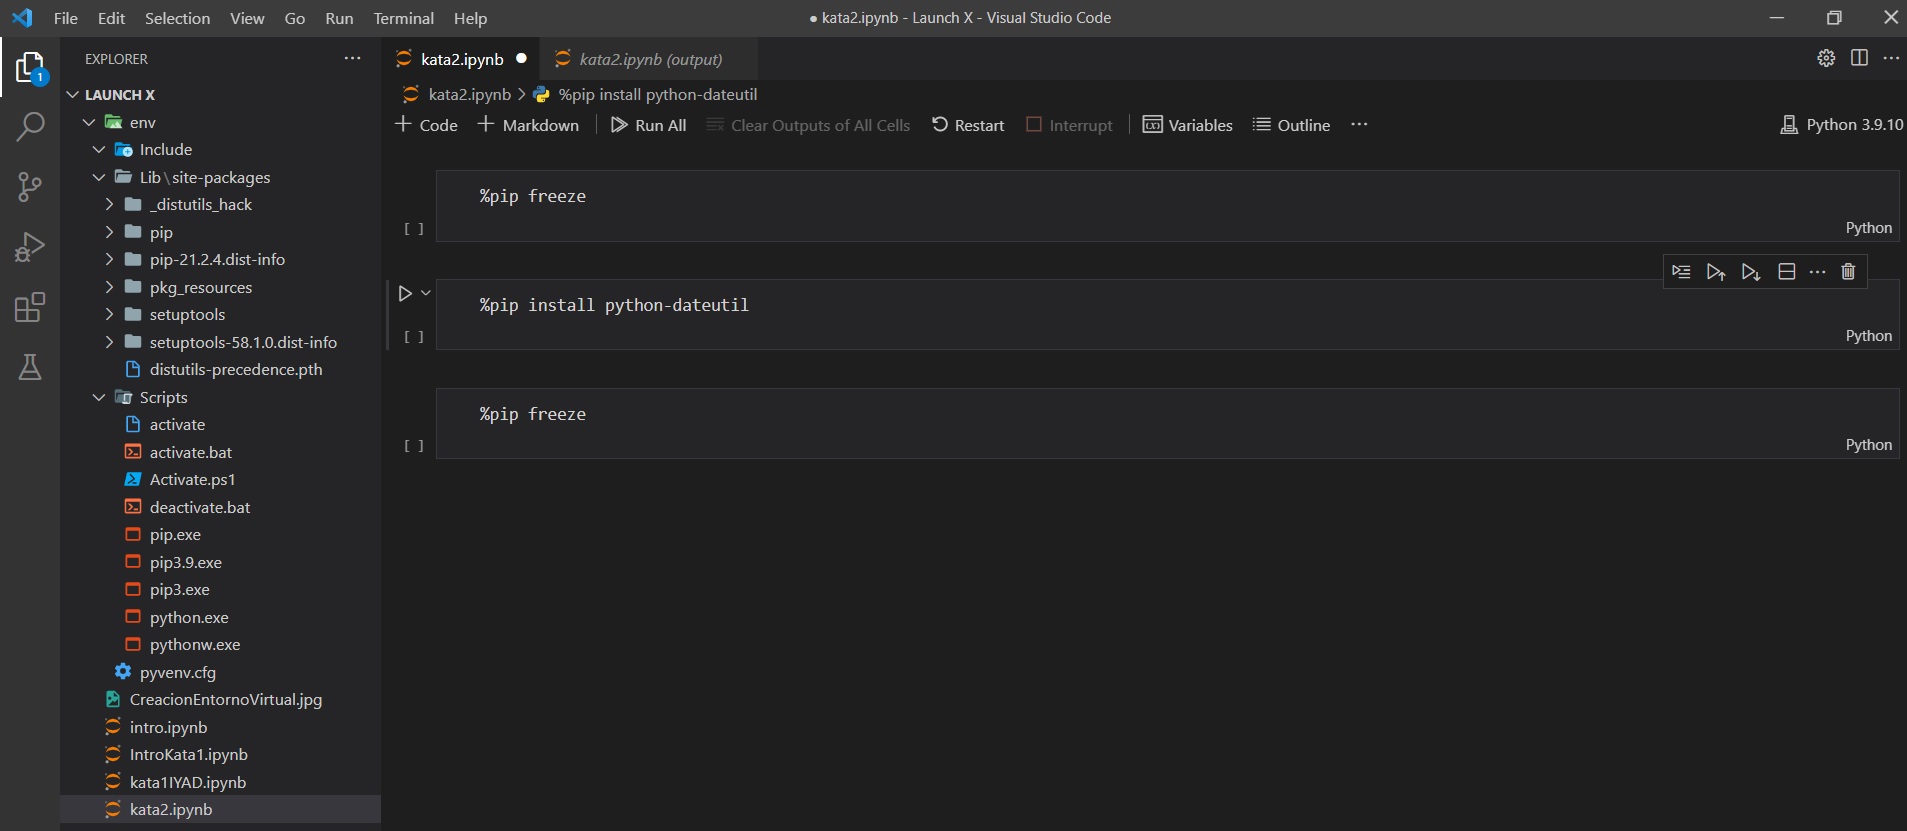 File Edit Selection View Go Run Terminal Help
● kata2.ipynb - Launch X - Visual Studio Code
EXPLORER
LAUNCH X
env
Include
Lib\site-packages
_distutils_hack
pip
pip-21.2.4.dist-info
pkg_resources
setuptools
setuptools-58.1.0.dist-info
distutils-precedence.pth
Scripts
activate
activate.bat
Activate.ps1
deactivate.bat
pip.exe
pip3.9.exe
pip3.exe
python.exe
pythonw.exe
pyvenv.cfg
CreacionEntornoVirtual.jpg
intro.ipynb
IntroKata1.ipynb
kata1IYAD.ipynb
kata2.ipynb
1
kata2.ipynb ● kata2.ipynb (output)
kata2.ipynb > %pip install python-dateutil
+ Code + Markdown Run All Clear Outputs of All Cells Restart Interrupt (x) Variables Outline ··· Python 3.9.10
%pip freeze
[ ] Python
%pip install python-dateutil
[ ] Python
%pip freeze
[ ] Python